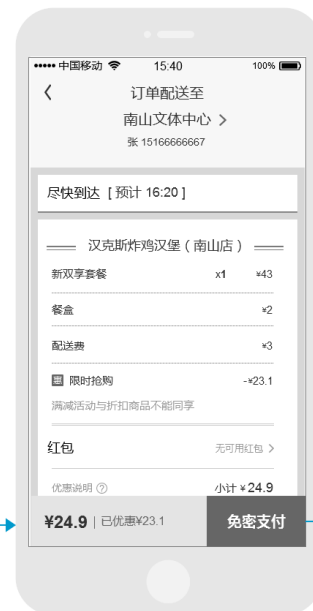 中国移动 15:40 100%
订单配送至
南山文体中心 >
张 15166666667
尽快到达 [ 预计 16:20 ]
汉克斯炸鸡汉堡 ( 南山店 )
新双享套餐 x1 ¥43
餐盒 ¥2
配送费 ¥3
惠 限时抢购 -¥23.1
满减活动与折扣商品不能同享
红包 无可用红包 >
优惠说明 ? 小计 ¥ 24.9
¥24.9 | 已优惠¥23.1 免密支付